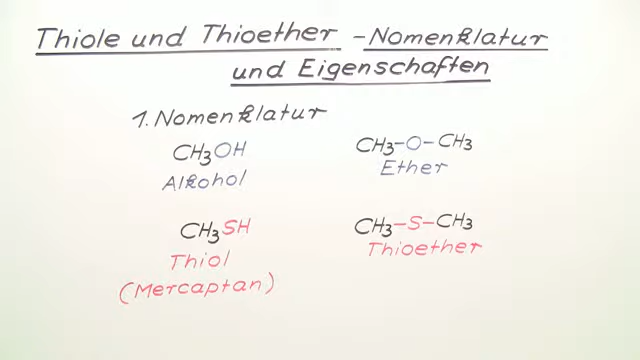 Thiole und Thioether - Nomenklatur
und Eigenschaften
1. Nomenklatur
CH3OH CH3-O-CH3
Alkohol Ether
CH3SH CH3-S-CH3
Thiol Thioether
(Mercaptan)